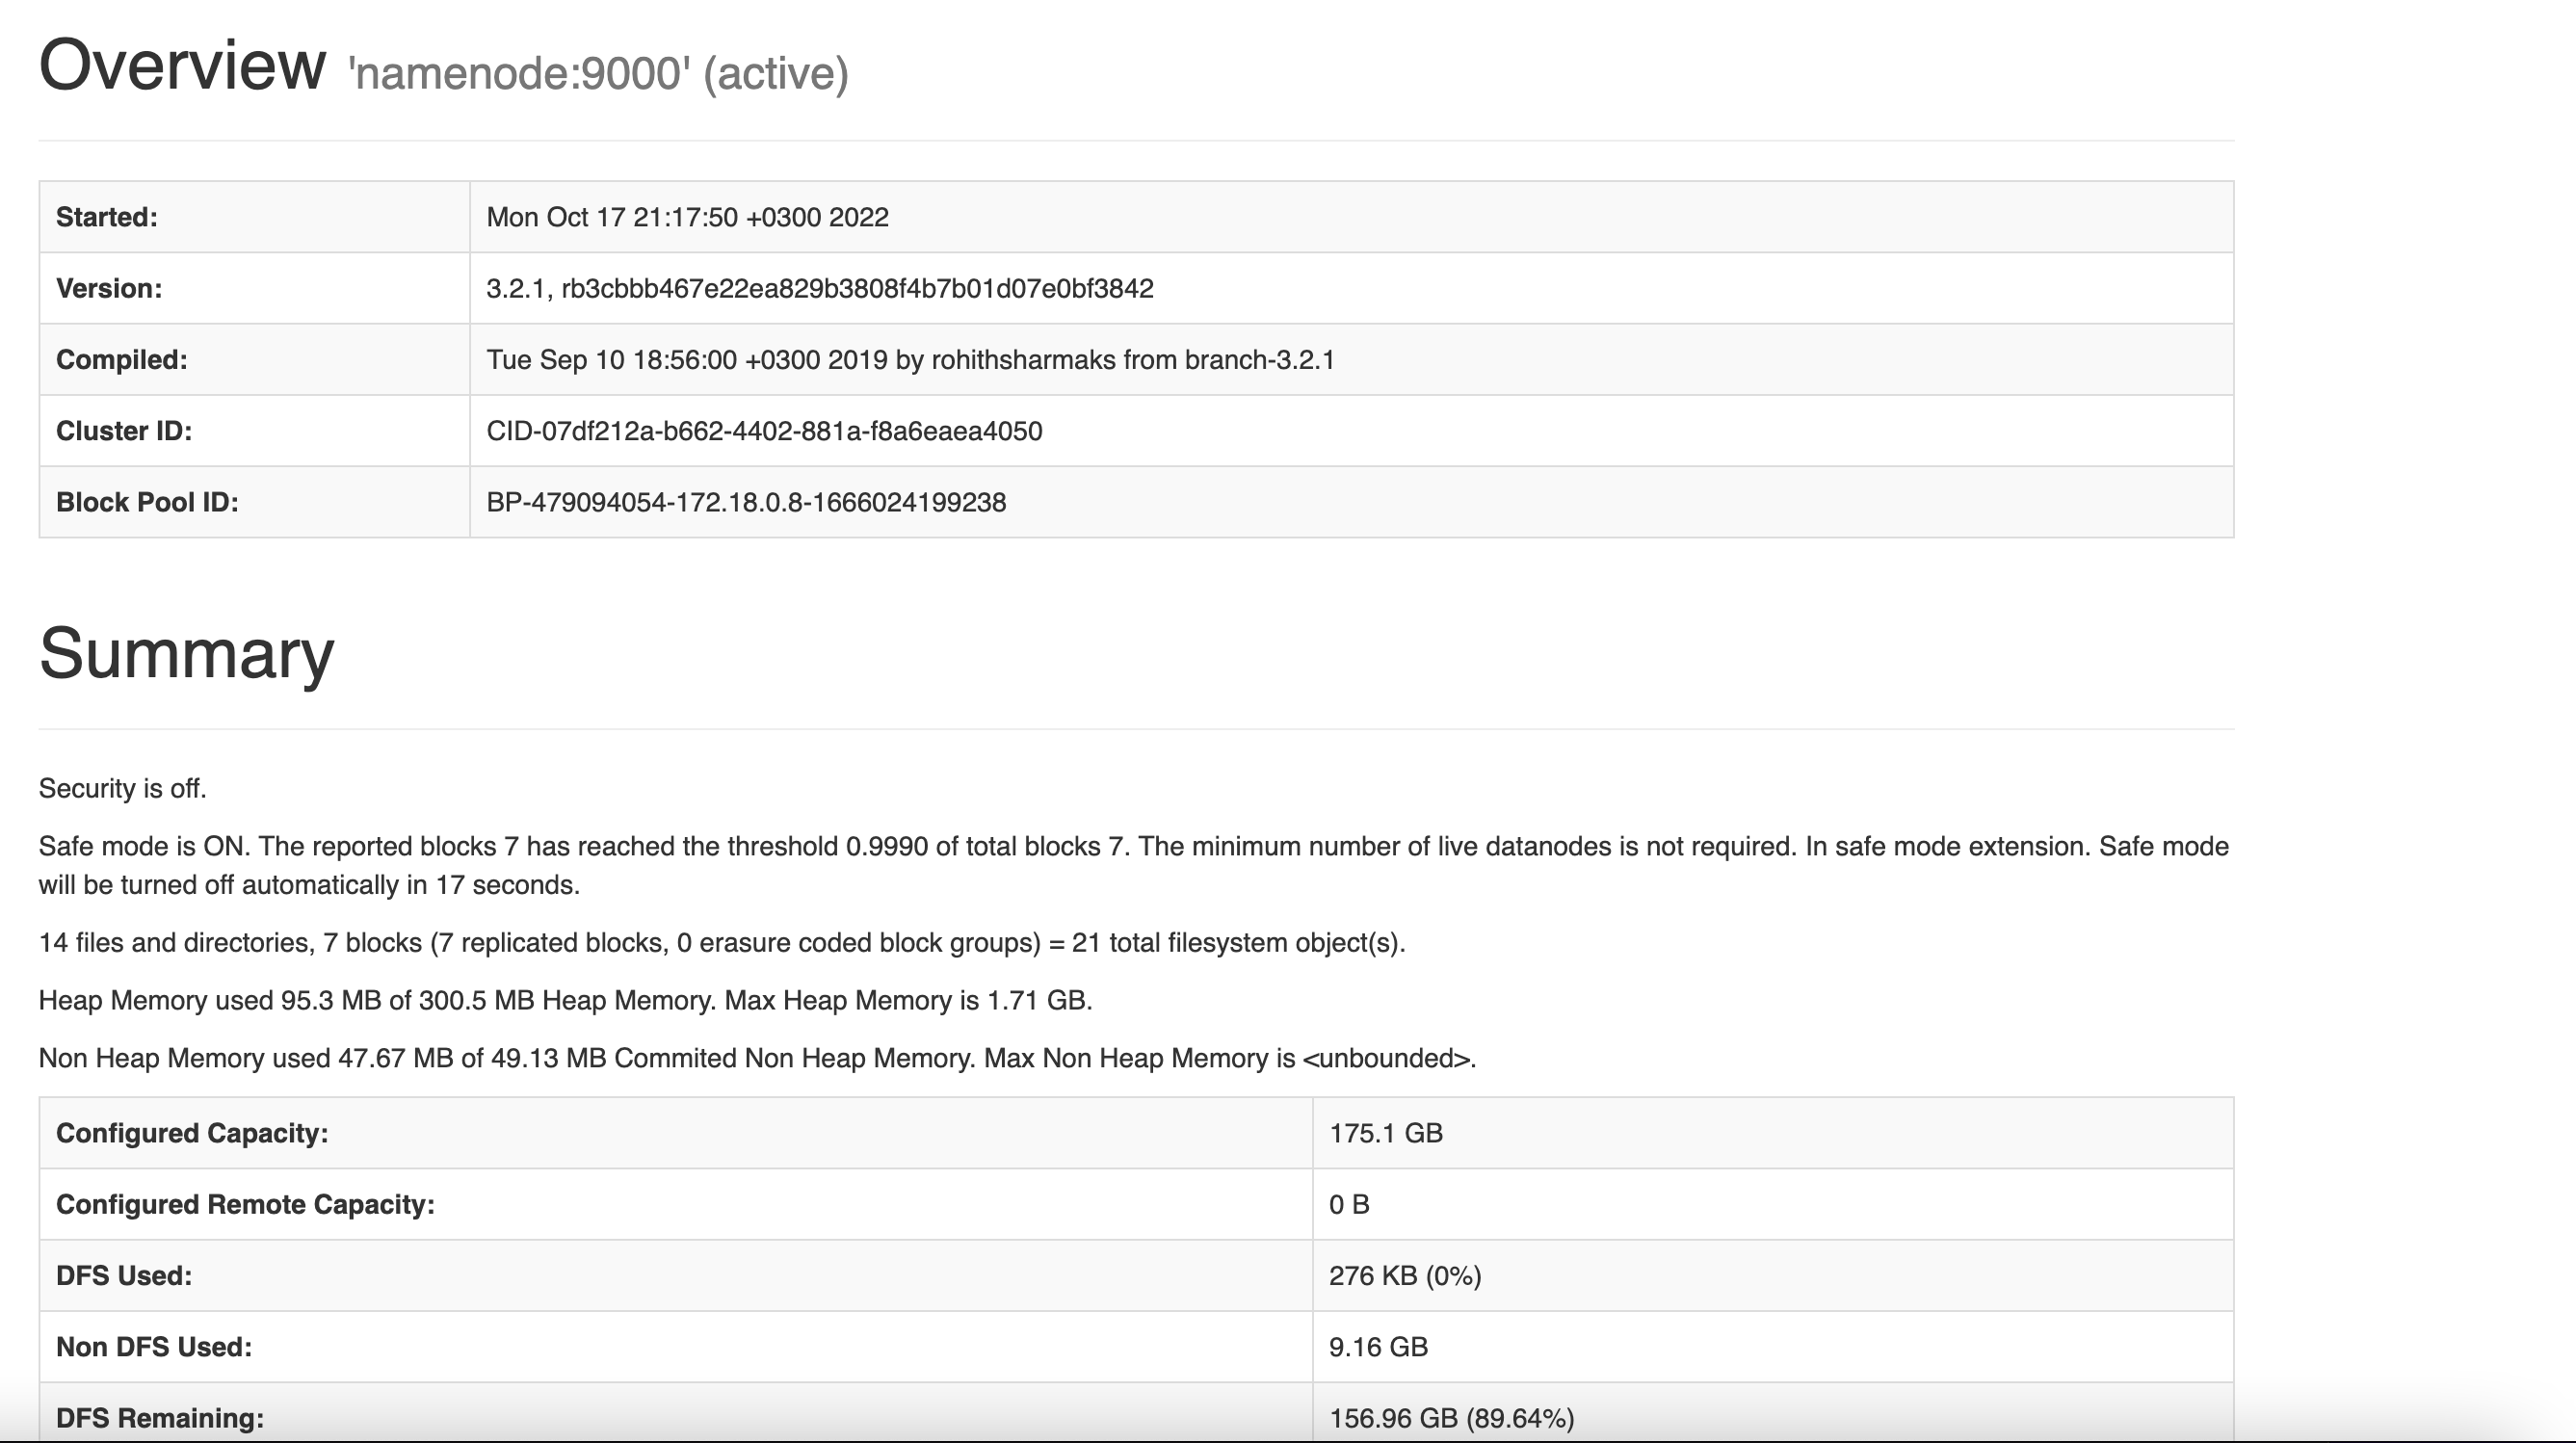 Overview 'namenode:9000' (active)
Started: Mon Oct 17 21:17:50 +0300 2022
Version: 3.2.1, rb3cbbb467e22ea829b3808f4b7b01d07e0bf3842
Compiled: Tue Sep 10 18:56:00 +0300 2019 by rohithsharmaks from branch-3.2.1
Cluster ID: CID-07df212a-b662-4402-881a-f8a6eaea4050
Block Pool ID: BP-479094054-172.18.0.8-1666024199238
Summary
Security is off.
Safe mode is ON. The reported blocks 7 has reached the threshold 0.9990 of total blocks 7. The minimum number of live datanodes is not required. In safe mode extension. Safe mode
will be turned off automatically in 17 seconds.
14 files and directories, 7 blocks (7 replicated blocks, 0 erasure coded block groups) = 21 total filesystem object(s).
Heap Memory used 95.3 MB of 300.5 MB Heap Memory. Max Heap Memory is 1.71 GB.
Non Heap Memory used 47.67 MB of 49.13 MB Commited Non Heap Memory. Max Non Heap Memory is <unbounded>.
Configured Capacity: 175.1 GB
Configured Remote Capacity: 0 B
DFS Used: 276 KB (0%)
Non DFS Used: 9.16 GB
DFS Remaining: 156.96 GB (89.64%)